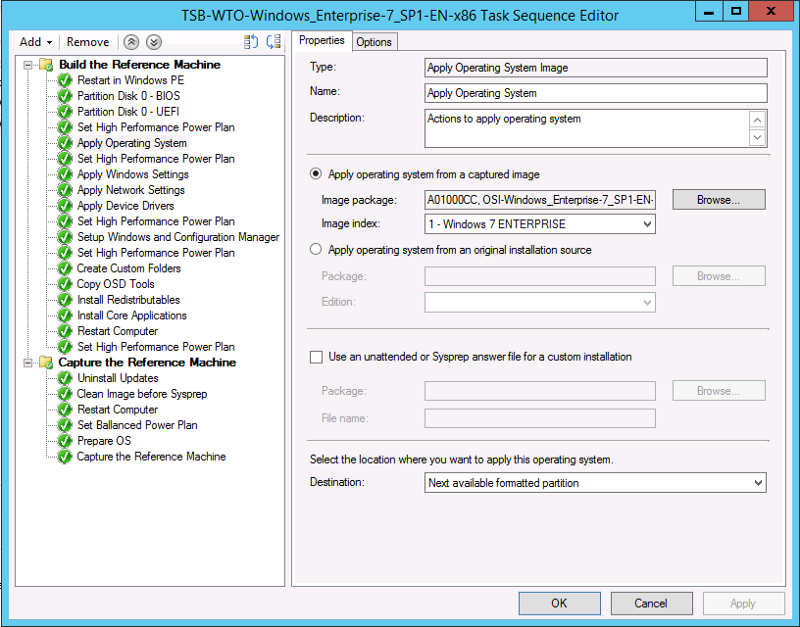 TSB-WTO-Windows_Enterprise-7_SP1-EN-x86 Task Sequence Editor
Add
Remove
Build the Reference Machine
Restart in Windows PE
Partition Disk 0 - BIOS
Partition Disk 0 - UEFI
Set High Performance Power Plan
Apply Operating System
Set High Performance Power Plan
Apply Windows Settings
Apply Network Settings
Apply Device Drivers
Set High Performance Power Plan
Setup Windows and Configuration Manager
Set High Performance Power Plan
Create Custom Folders
Copy OSD Tools
Install Redistributables
Install Core Applications
Restart Computer
Set High Performance Power Plan
Capture the Reference Machine
Uninstall Updates
Clean Image before Sysprep
Restart Computer
Set Ballanced Power Plan
Prepare OS
Capture the Reference Machine
Properties
Options
Type:
Apply Operating System Image
Name:
Apply Operating System
Description:
Actions to apply operating system
Apply operating system from a captured image
Image package:
A01000CC, OSI-Windows_Enterprise-7_SP1-EN-
Browse...
Image index:
1 - Windows 7 ENTERPRISE
Apply operating system from an original installation source
Package:
Browse...
Edition:
Use an unattended or Sysprep answer file for a custom installation
Package:
Browse...
File name:
Select the location where you want to apply this operating system.
Destination:
Next available formatted partition
OK
Cancel
Apply